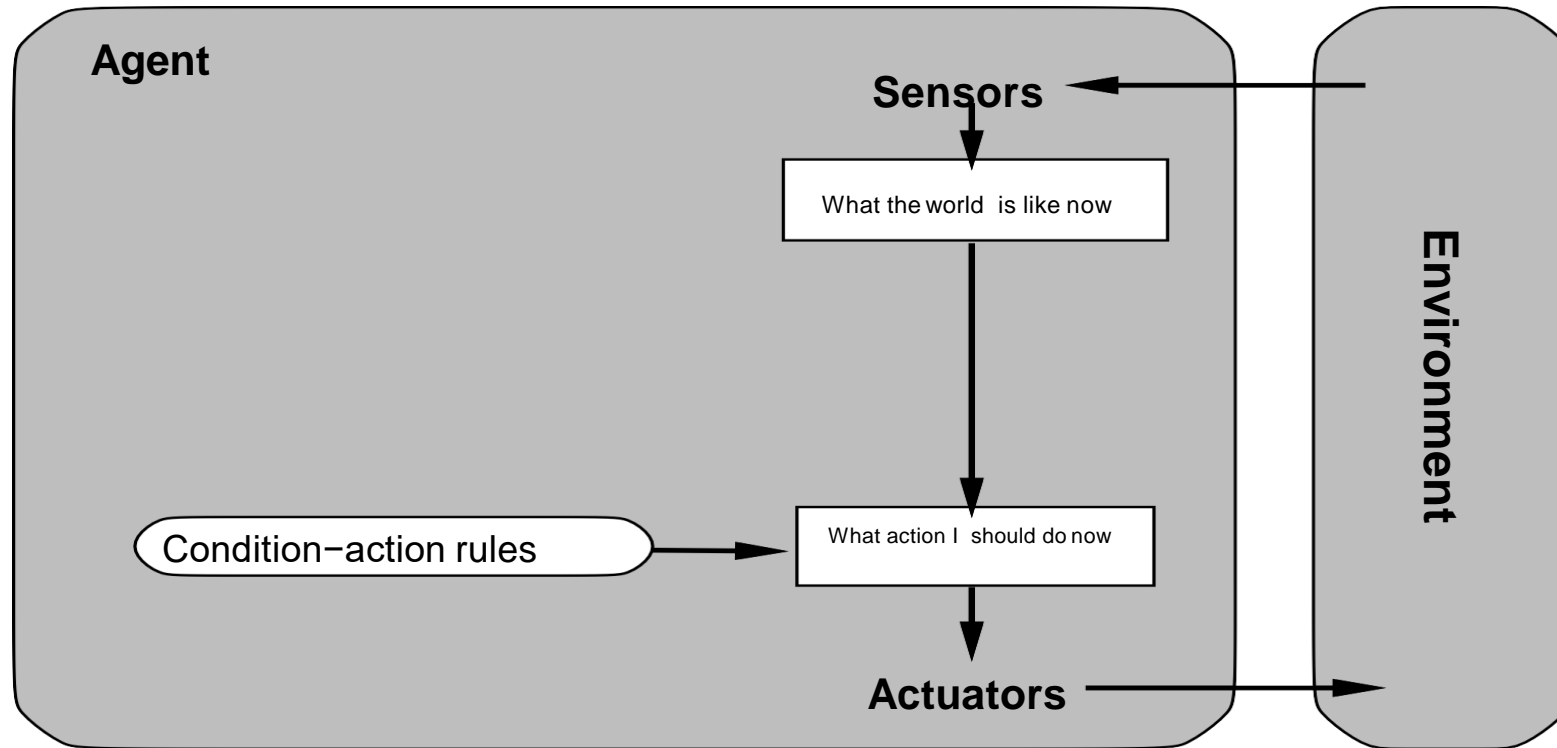 Agent
Sensors
What the world is like now
Environment
What action I should do now
Condition−action rules
Actuators